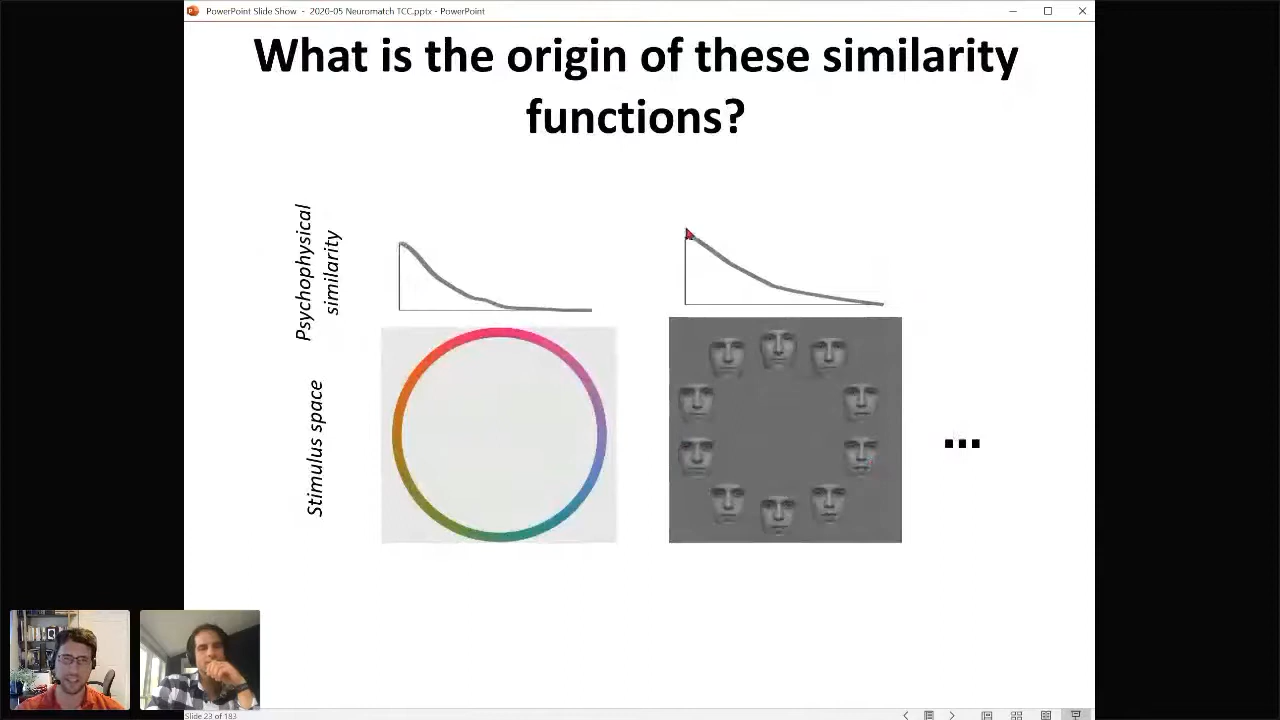 PowerPoint Slide Show - 2020-05 Neuromatch TCC.pptx - PowerPoint
What is the origin of these similarity
functions?
Psychophysical
similarity
Stimulus space
...
Slide 23 of 183